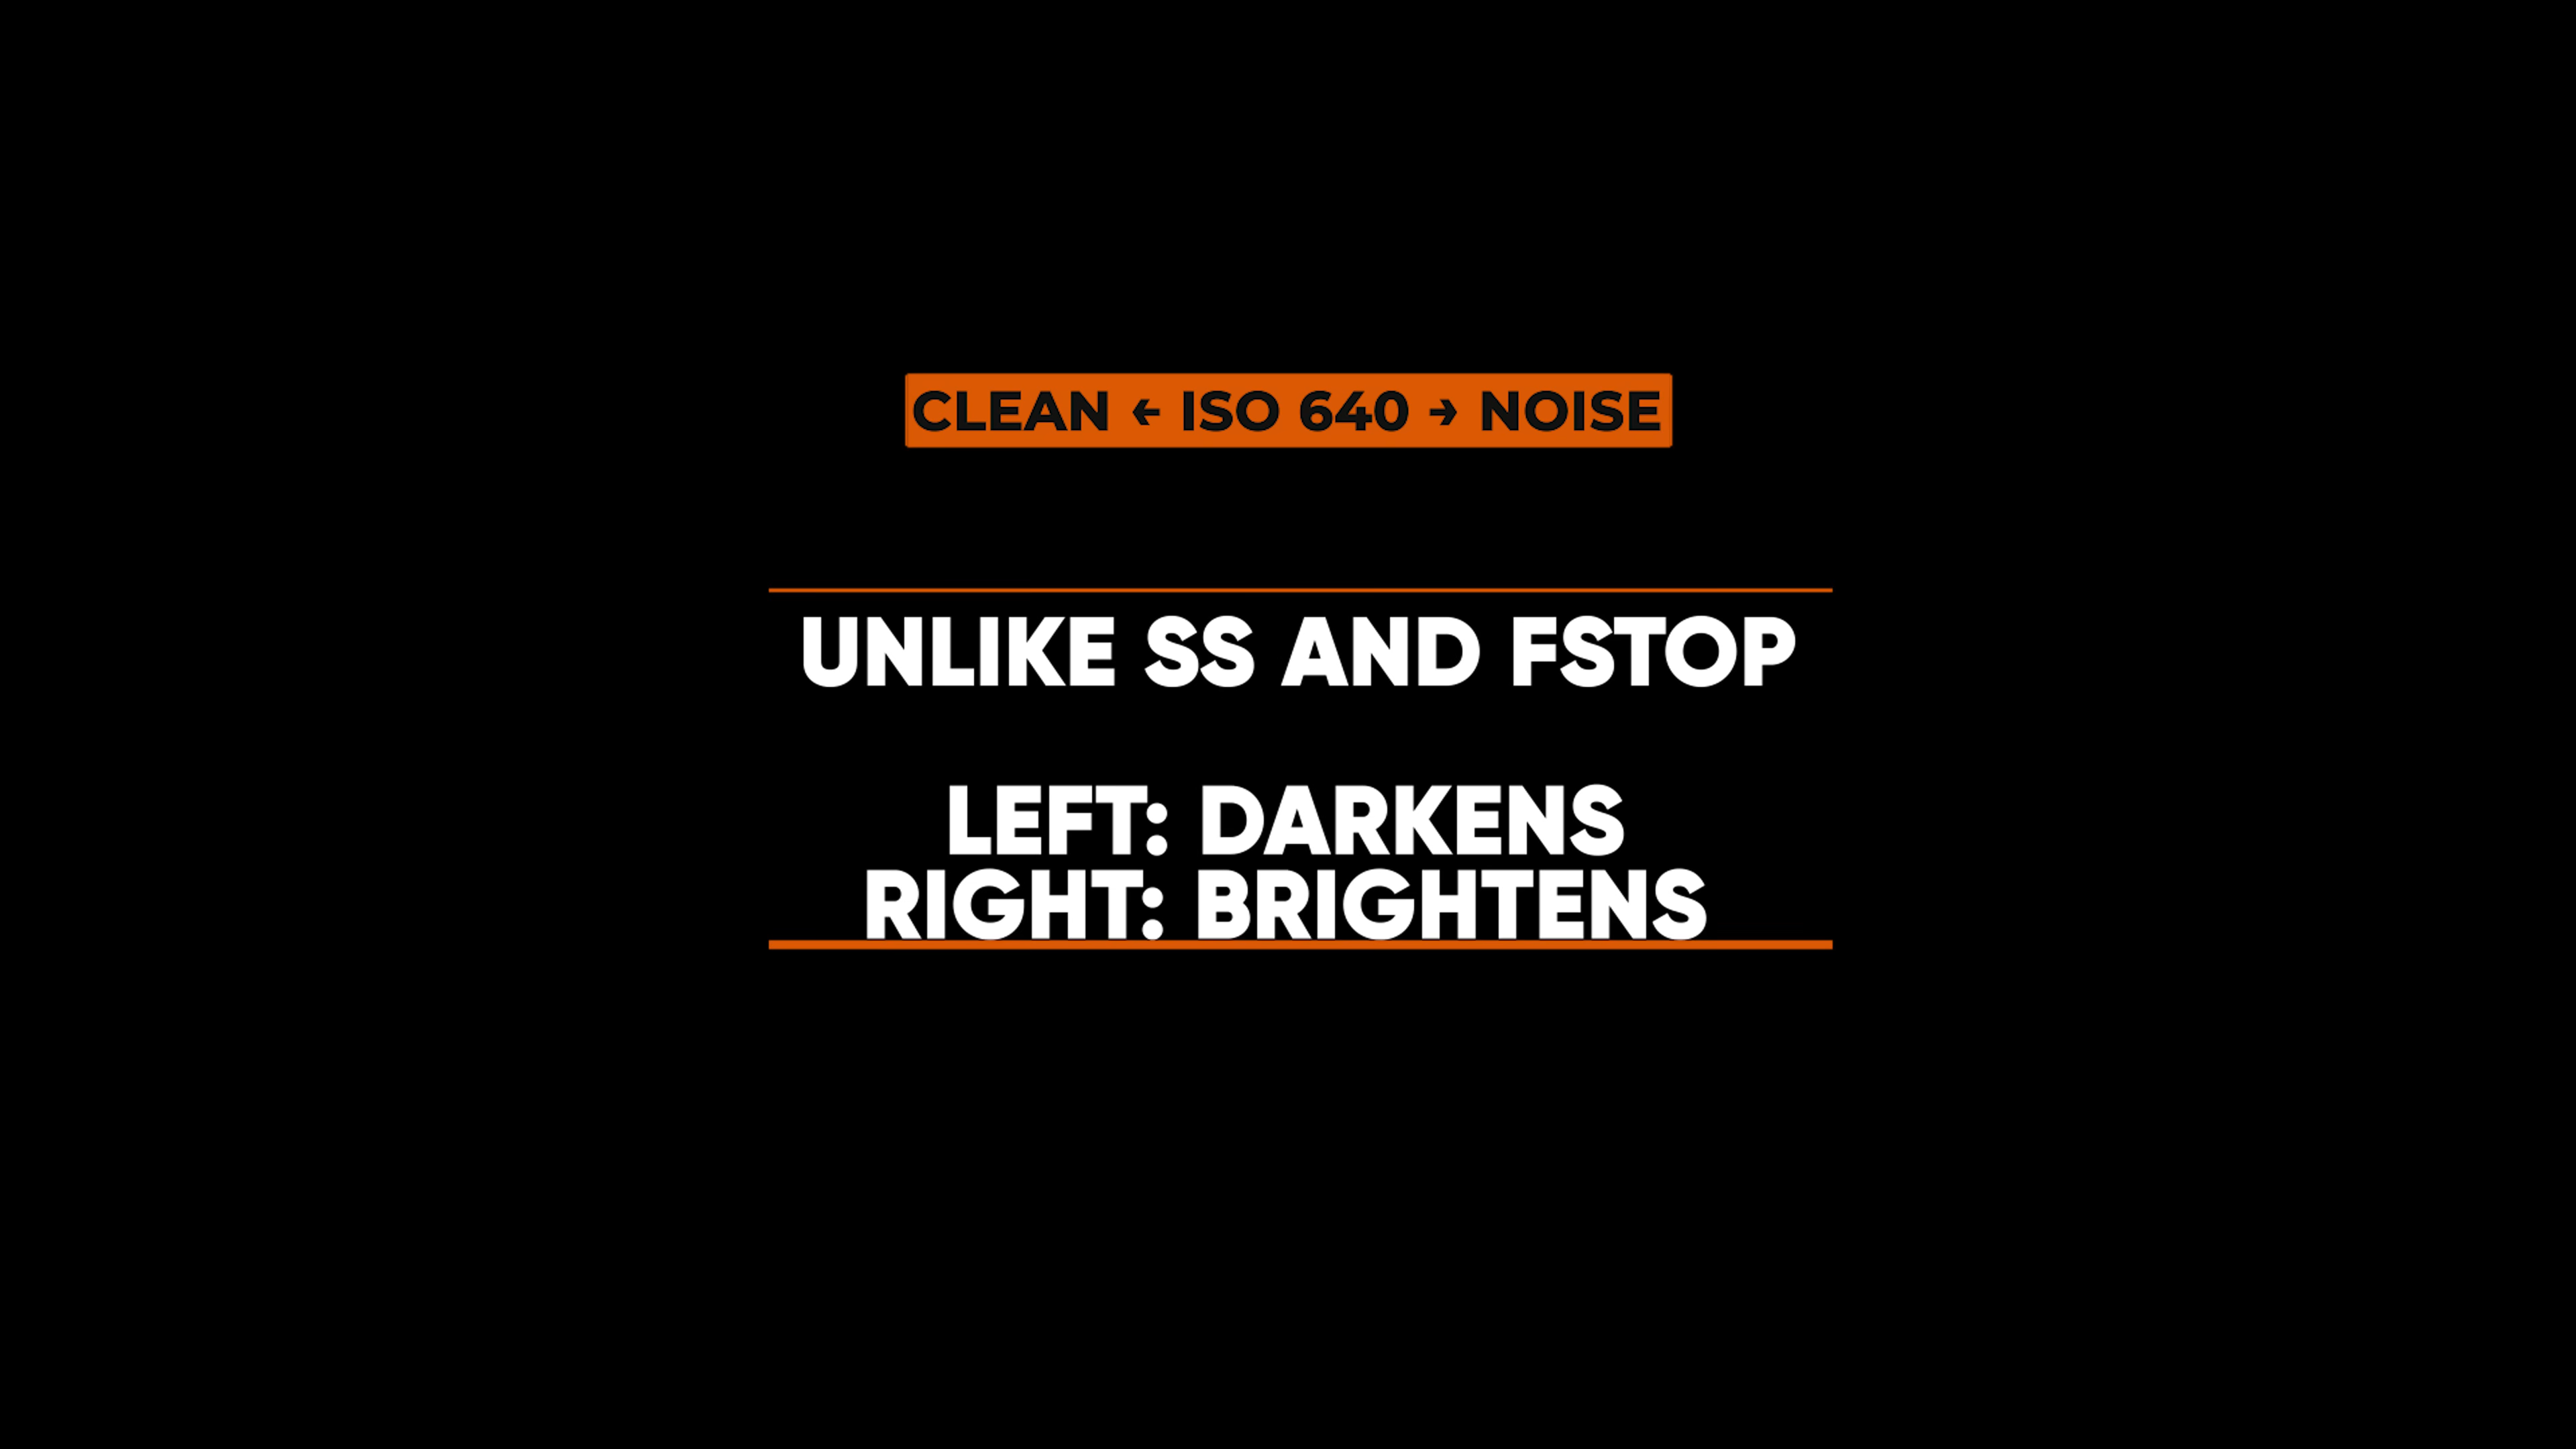 CLEAN ← ISO 640 → NOISE
UNLIKE SS AND FSTOP
LEFT: DARKENS
RIGHT: BRIGHTENS